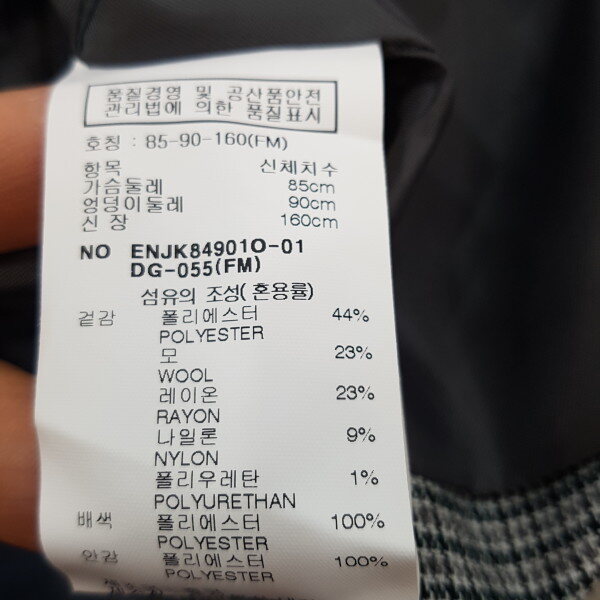 품질경영 및 공산품안전
관리법에 의한 품질표시
호칭 : 85-90-160(FM)
항목 신체치수
가슴둘레 85cm
엉덩이둘레 90cm
신 장 160cm
NO ENJK84901O-01
DG-055(FM)
섬유의 조성(혼용률)
겉감 폴리에스터 44%
POLYESTER
모 23%
WOOL
레이온 23%
RAYON
나일론 9%
NYLON
폴리우레탄 1%
POLYURETHAN
배색 폴리에스터 100%
POLYESTER
안감 폴리에스터 100%
POLYESTER